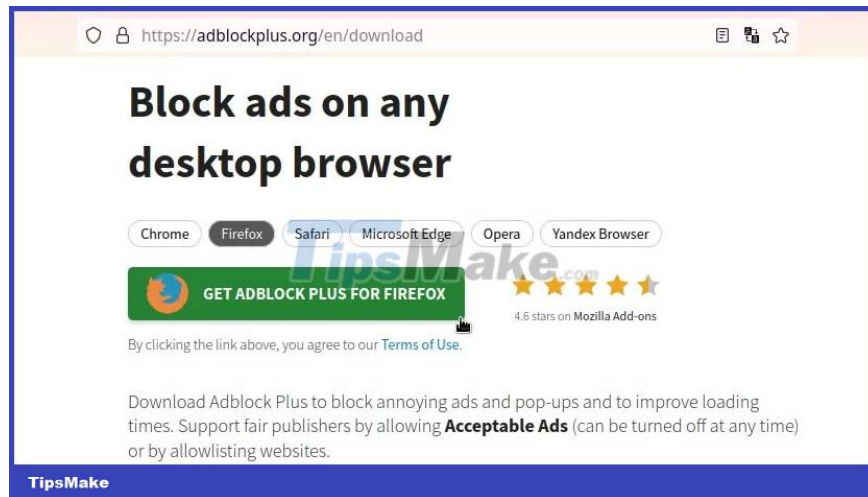 https://adblockplus.org/en/download
Block ads on any
desktop browser
Chrome Firefox Safari Microsoft Edge Opera Yandex Browser
TipsMake.com
GET ADBLOCK PLUS FOR FIREFOX
4.6 stars on Mozilla Add-ons
By clicking the link above, you agree to our Terms of Use.
Download Adblock Plus to block annoying ads and pop-ups and to improve loading
times. Support fair publishers by allowing Acceptable Ads (can be turned off at any time)
or by allowlisting websites.
TipsMake